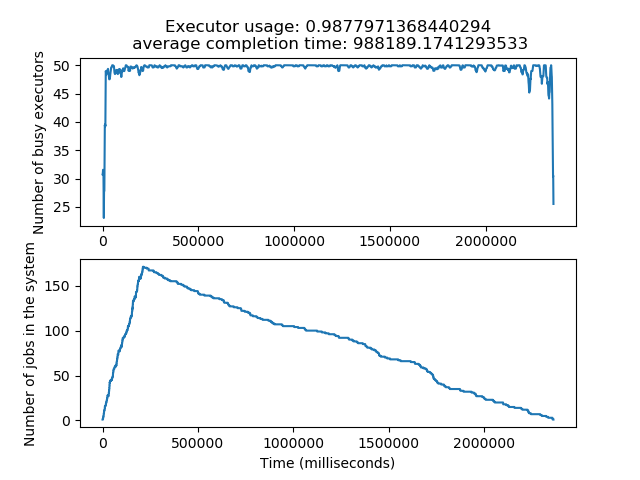 Executor usage: 0.9877971368440294
average completion time: 988189.1741293533
Number of busy executors
50
45
40
35
30
25
0 500000 1000000 1500000 2000000
Number of jobs in the system
150
100
50
0
0 500000 1000000 1500000 2000000
Time (milliseconds)